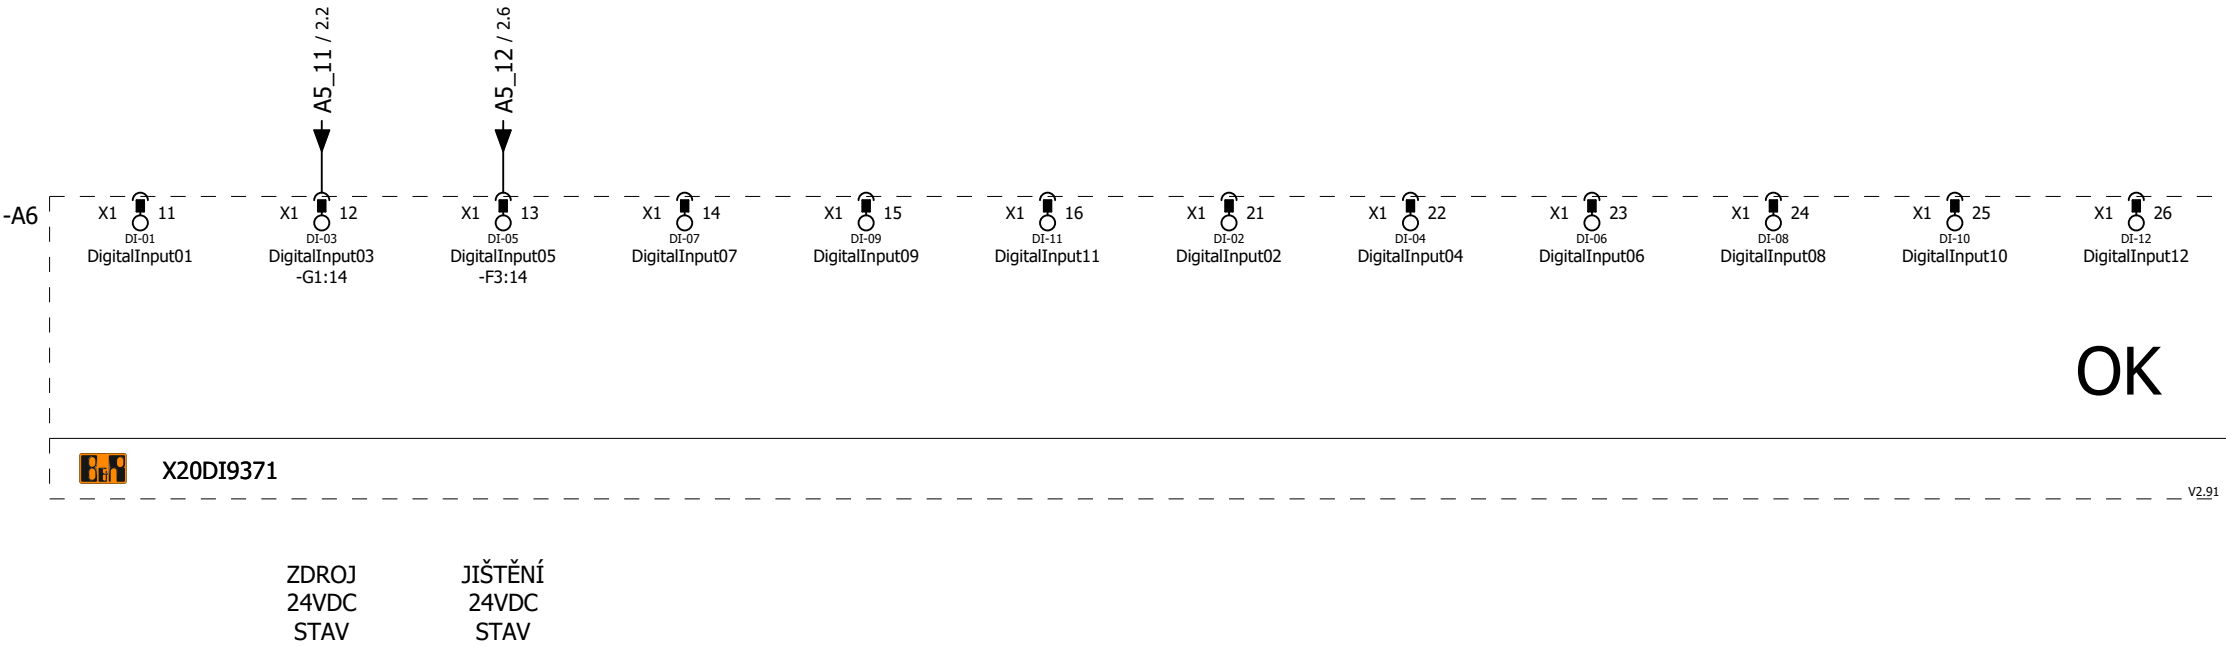 A5_11 / 2.2
A5_12 / 2.6
-A6
X1 11
X1 12
X1 13
X1 14
X1 15
X1 16
X1 21
X1 22
X1 23
X1 24
X1 25
X1 26
DI-01
DI-03
DI-05
DI-07
DI-09
DI-11
DI-02
DI-04
DI-06
DI-08
DI-10
DI-12
DigitalInput01
DigitalInput03
DigitalInput05
DigitalInput07
DigitalInput09
DigitalInput11
DigitalInput02
DigitalInput04
DigitalInput06
DigitalInput08
DigitalInput10
DigitalInput12
-G1:14
-F3:14
OK
B&R
X20DI9371
V2.91
ZDROJ
24VDC
STAV
JIŠTĚNÍ
24VDC
STAV